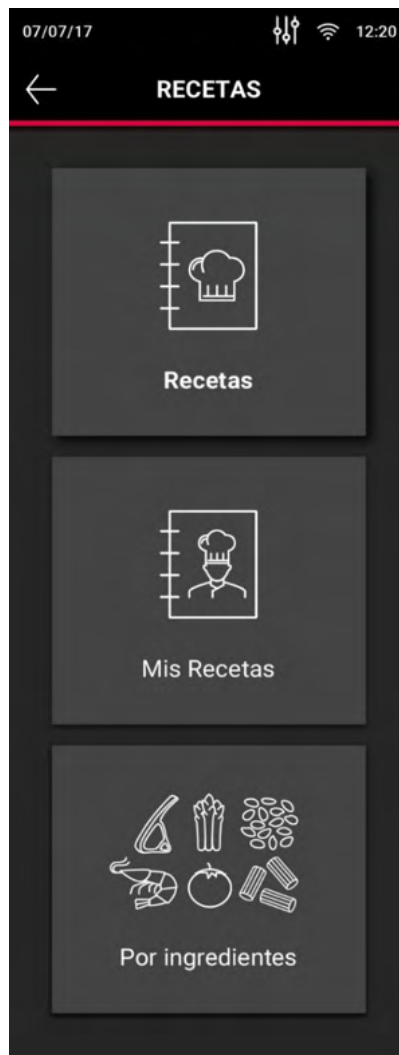 07/07/17 12:20
RECETAS
Recetas
Mis Recetas
Por ingredientes